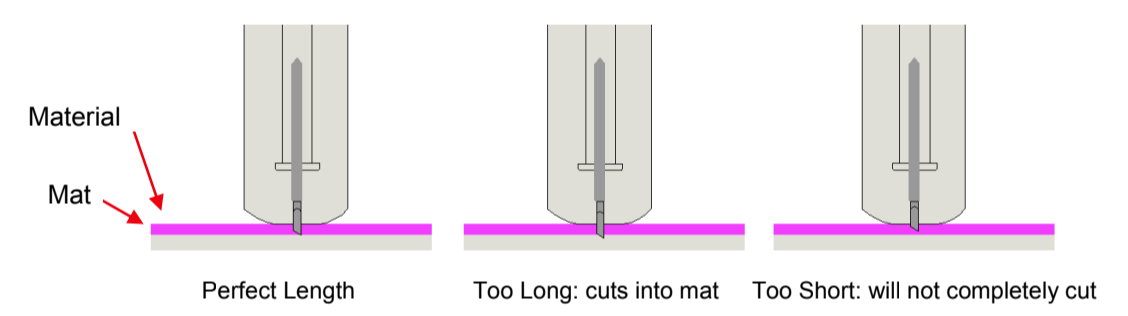 Material
Mat
Perfect Length
Too Long: cuts into mat
Too Short: will not completely cut